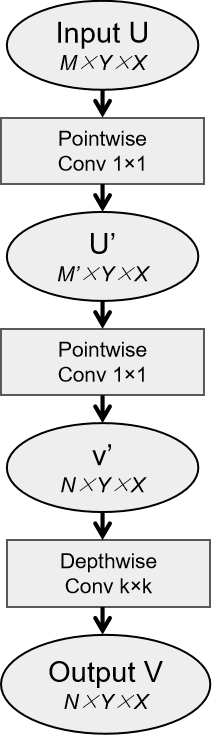 Input U
M×Y×X
Pointwise
Conv 1×1
U’
M’×Y×X
Pointwise
Conv 1×1
v’
N×Y×X
Depthwise
Conv k×k
Output V
N×Y×X